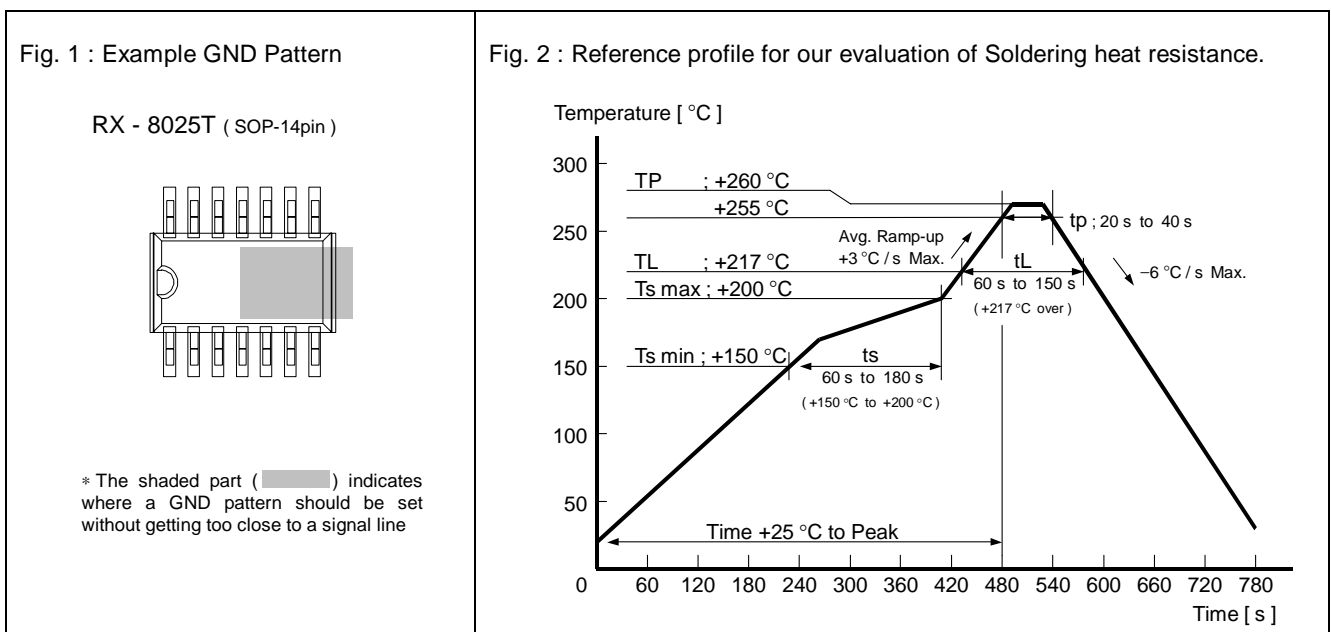 Fig. 1 : Example GND Pattern
RX - 8025T ( SOP-14pin )
∗ The shaded part ( ) indicates
where a GND pattern should be set
without getting too close to a signal line
Fig. 2 : Reference profile for our evaluation of Soldering heat resistance.
Temperature [ °C ]
300
250
200
150
100
50
0
TP ; +260 °C
+255 °C
TL ; +217 °C
Ts max ; +200 °C
Ts min ; +150 °C
Avg. Ramp-up
+3 °C / s Max.
tp ; 20 s to 40 s
−6 °C / s Max.
tL
60 s to 150 s
( +217 °C over )
ts
60 s to 180 s
( +150 °C to +200 °C )
Time +25 °C to Peak
60 120 180 240 300 360 420 480 540 600 660 720 780
Time [ s ]